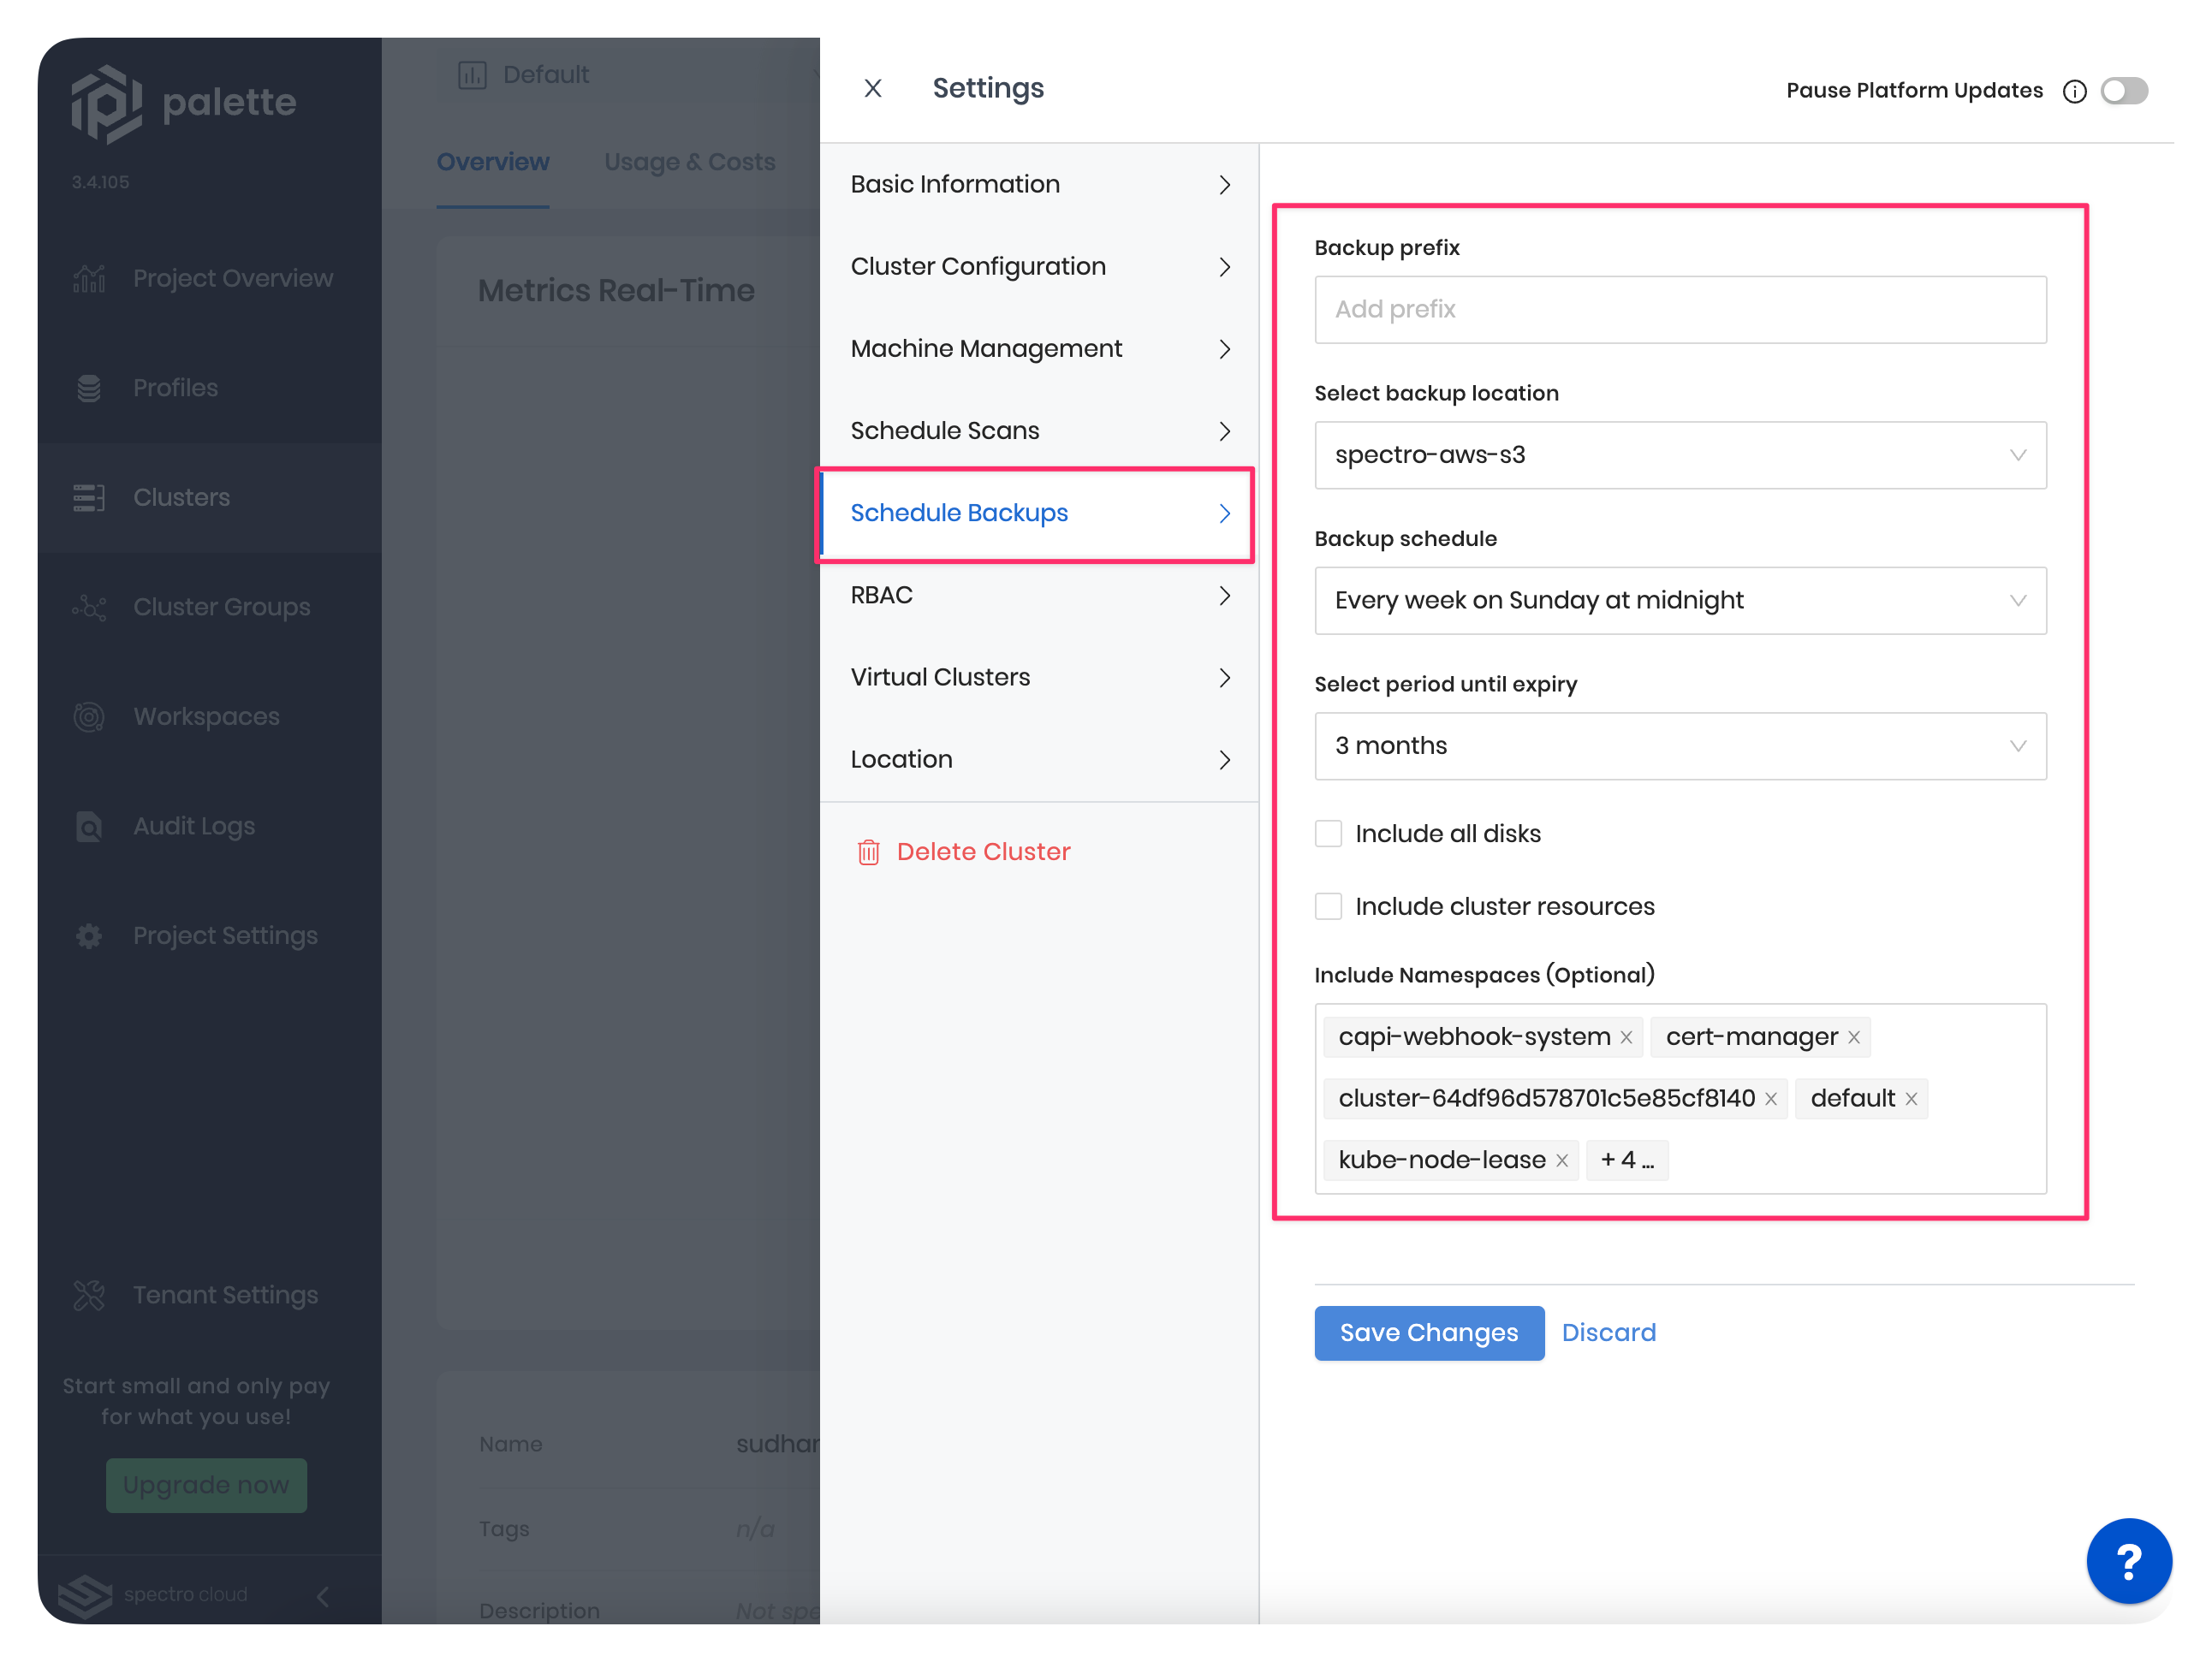 palette
3.4.105
Project Overview
Profiles
Clusters
Cluster Groups
Workspaces
Audit Logs
Project Settings
Tenant Settings
Start small and only pay
for what you use!
Upgrade now
spectro cloud
Default
Overview
Usage & Costs
Metrics Real-Time
Name
sudhar
Tags
n/a
Description
Not spe
Settings
Pause Platform Updates
Basic Information
Cluster Configuration
Machine Management
Schedule Scans
Schedule Backups
RBAC
Virtual Clusters
Location
Delete Cluster
Backup prefix
Add prefix
Select backup location
spectro-aws-s3
Backup schedule
Every week on Sunday at midnight
Select period until expiry
3 months
Include all disks
Include cluster resources
Include Namespaces (Optional)
capi-webhook-system cert-manager
cluster-64df96d578701c5e85cf8140 default
kube-node-lease + 4 ...
Save Changes Discard
?